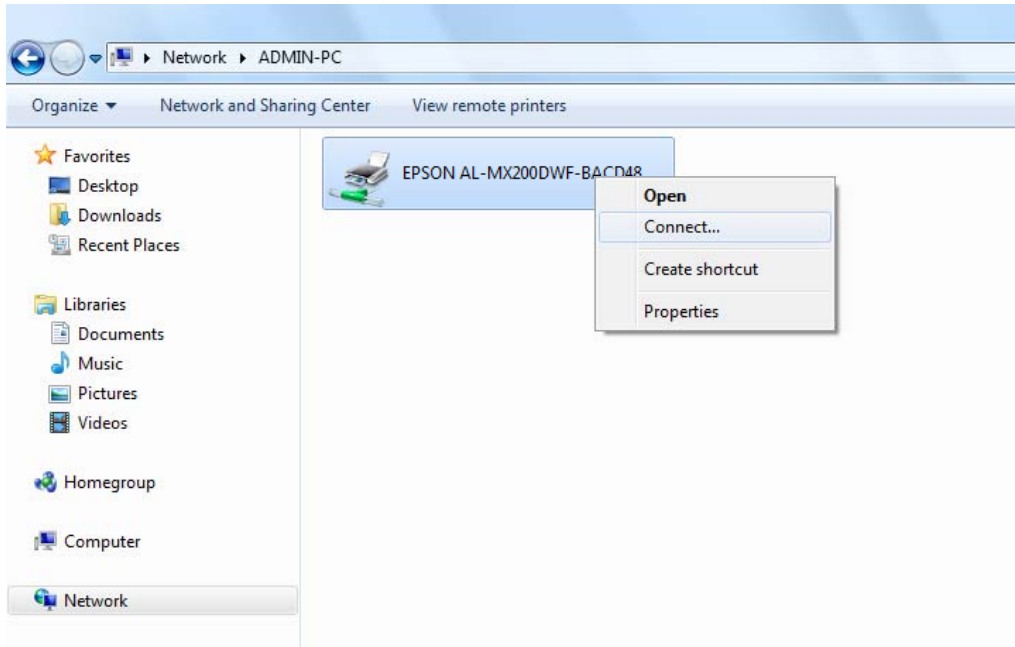 Network ADMIN-PC
Organize Network and Sharing Center View remote printers
Favorites
Desktop
Downloads
Recent Places
Libraries
Documents
Music
Pictures
Videos
Homegroup
Computer
Network
EPSON AL-MX200DWF-BACD48
Open
Connect...
Create shortcut
Properties